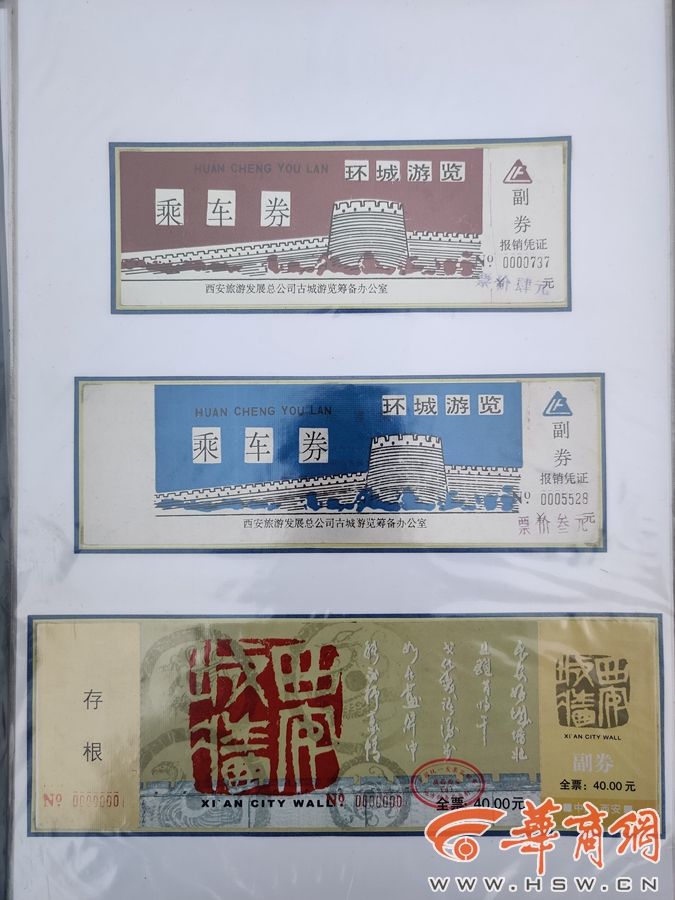 HUAN CHENG YOU LAN 环城游览
乘车券
副
券
报销凭证
№ 0000737
票价肆元
西安旅游发展总公司古城游览筹备办公室
HUAN CHENG YOU LAN 环城游览
乘车券
副
券
报销凭证
№ 0005528
票价叁元
西安旅游发展总公司古城游览筹备办公室
存
根
№ 0000000
西安
城墙
XI'AN CITY WALL
№ 0000000
全票:40.00元
西安
城墙
XI'AN CITY WALL
副券
全票:40.00元
華商網
WWW.HSW.CN